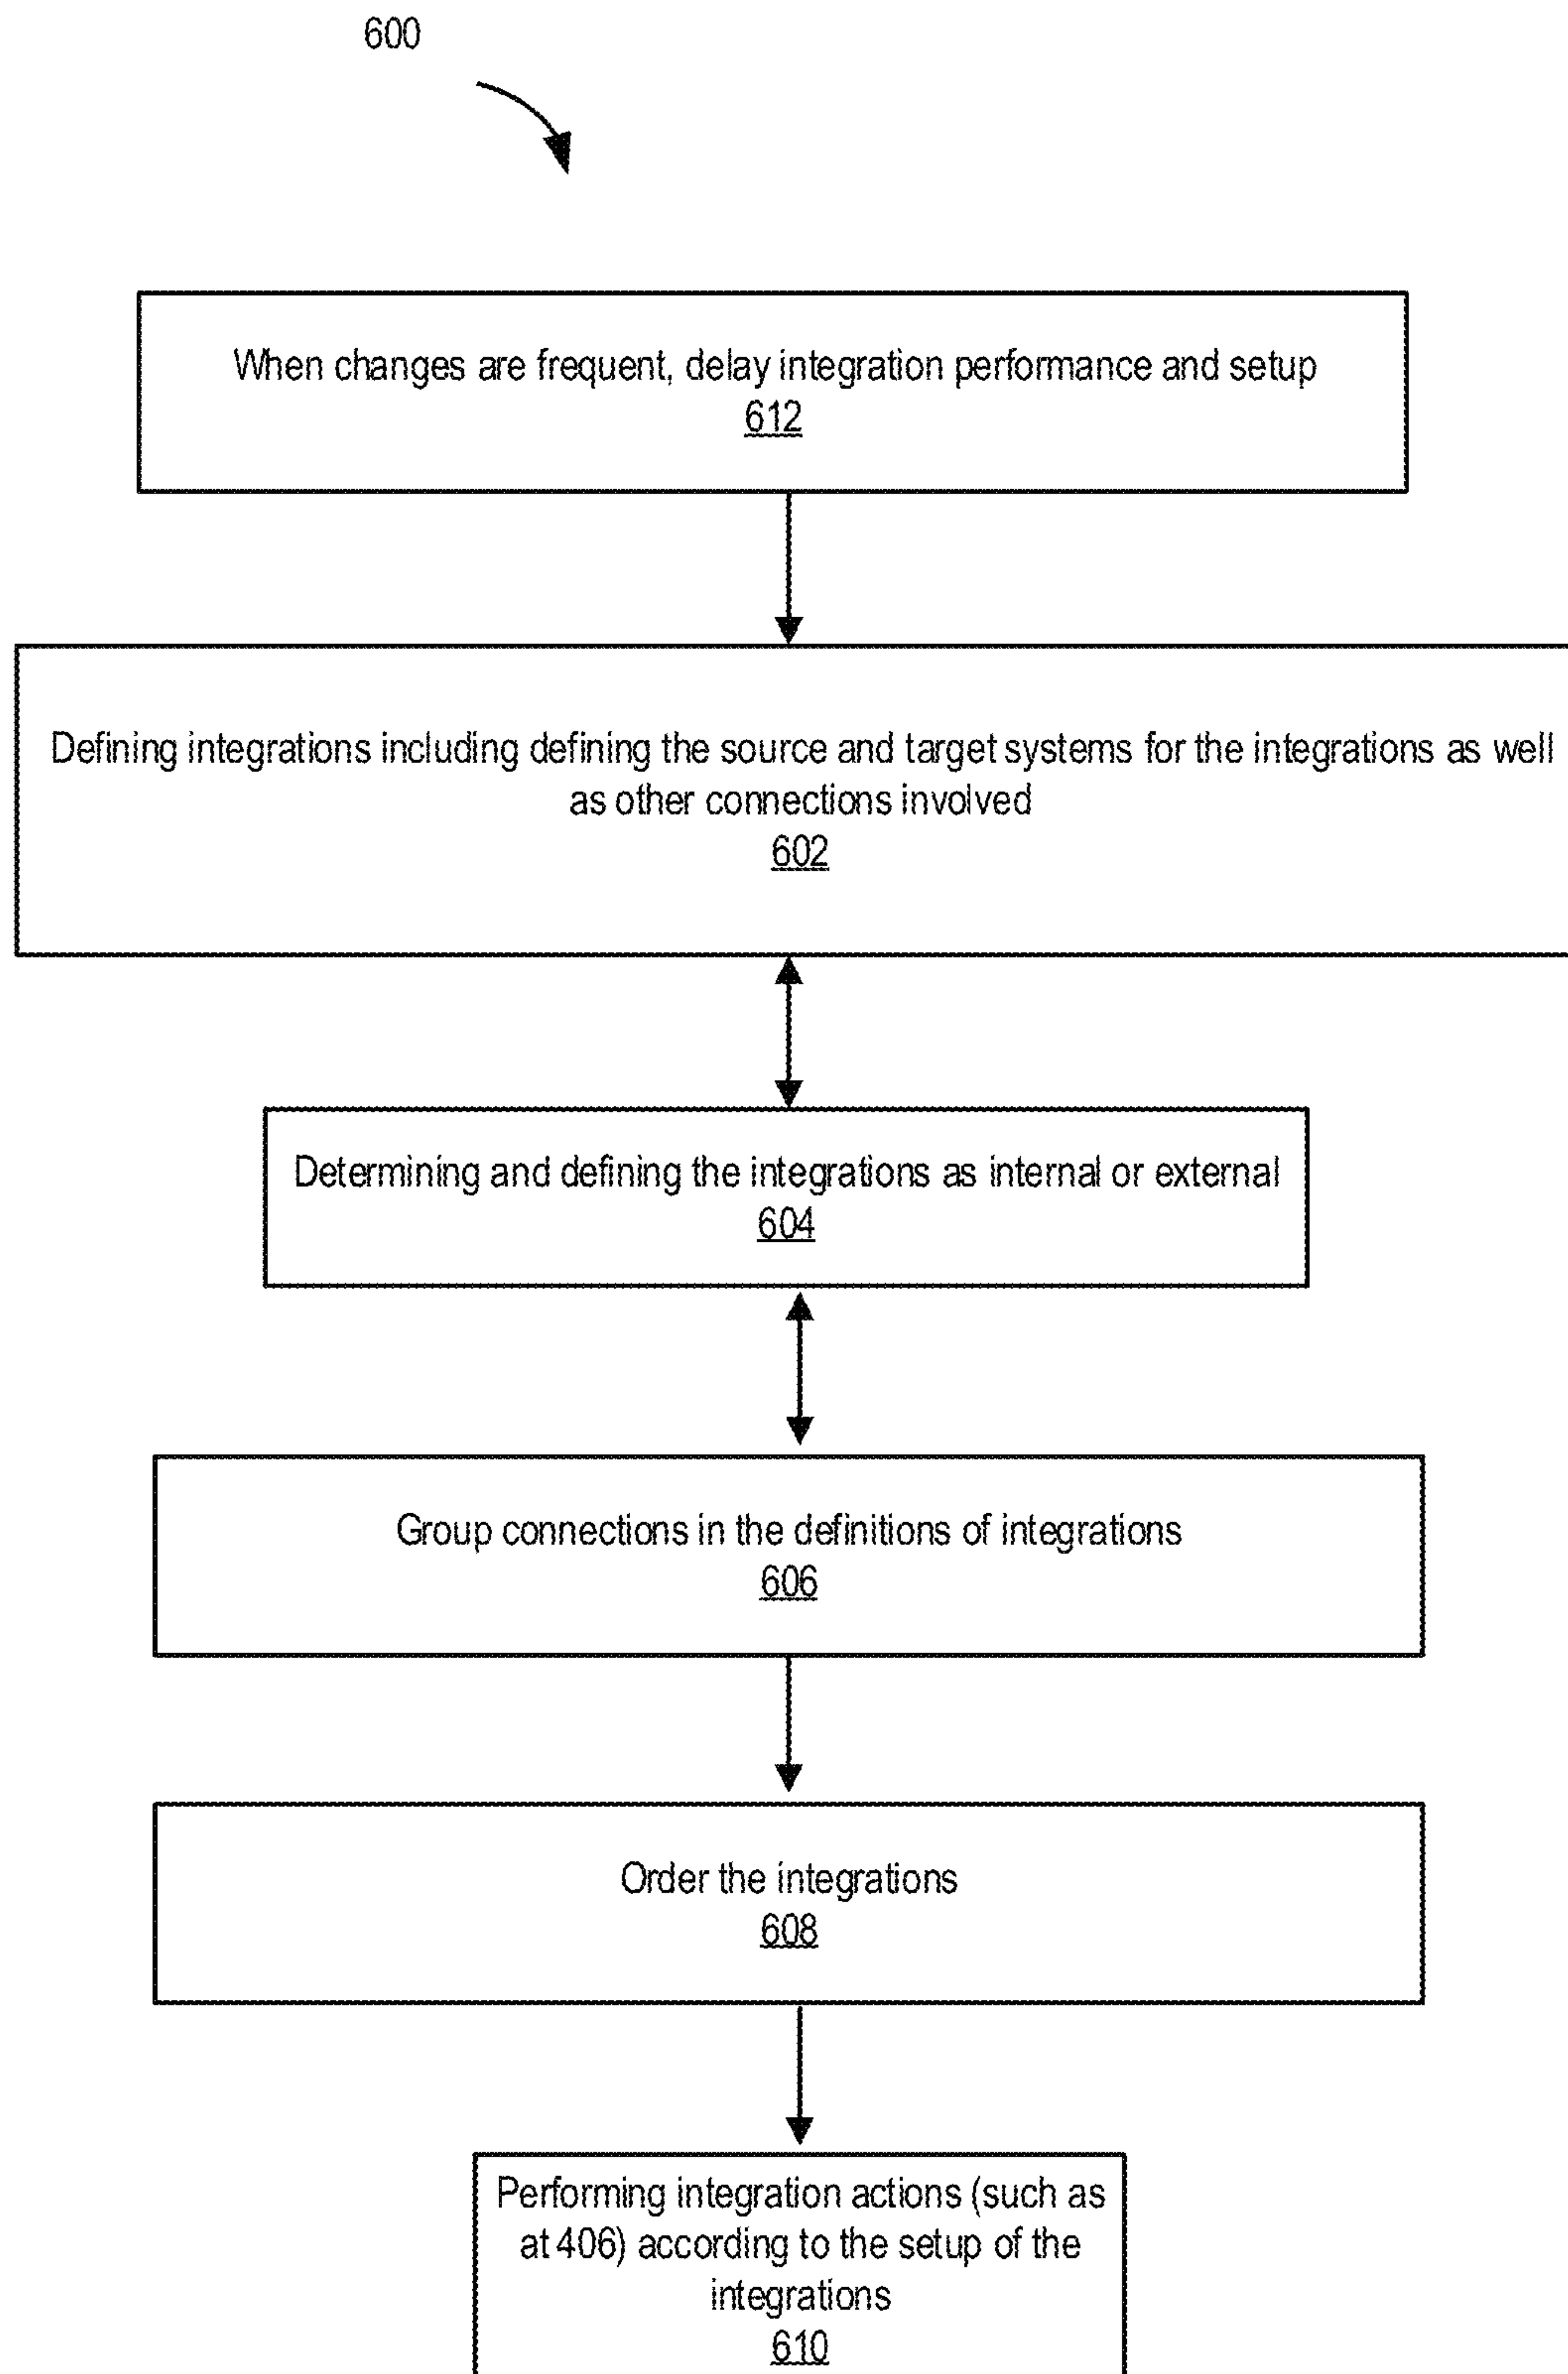 600
When changes are frequent, delay integration performance and setup
612
Defining integrations including defining the source and target systems for the integrations as well
as other connections involved
602
Determining and defining the integrations as internal or external
604
Group connections in the definitions of integrations
606
Order the integrations
608
Performing integration actions (such as
at 406) according to the setup of the
integrations
610